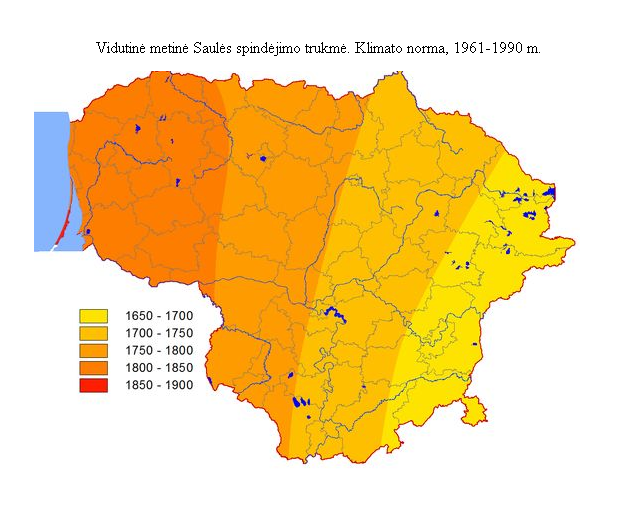 Vidutinė metinė Saulės spindėjimo trukmė. Klimato norma, 1961-1990 m.
1650 - 1700
1700 - 1750
1750 - 1800
1800 - 1850
1850 - 1900